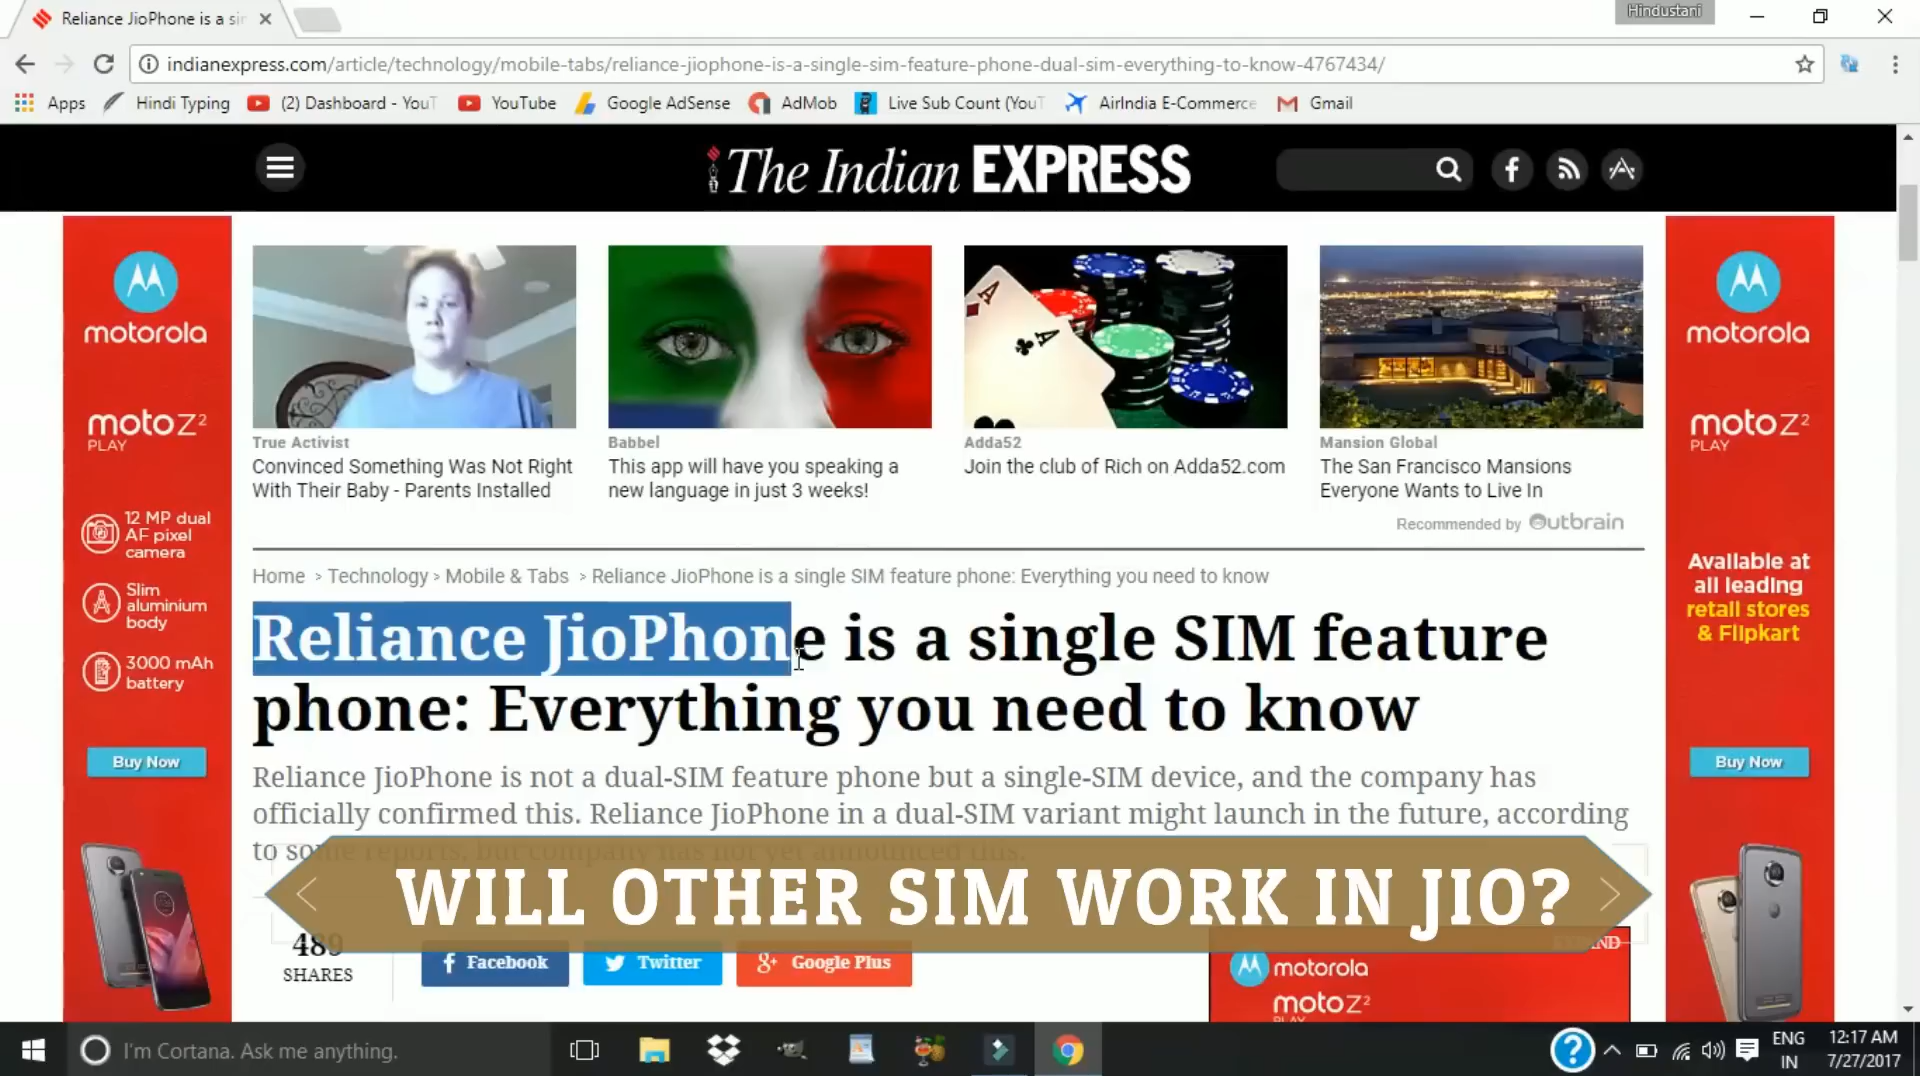 Reliance JioPhone is a sin
Hindustani
indianexpress.com/article/technology/mobile-tabs/reliance-jiophone-is-a-single-sim-feature-phone-dual-sim-everything-to-know-4767434/
Apps
Hindi Typing
(2) Dashboard - YouT
YouTube
Google AdSense
AdMob
Live Sub Count (YouT
AirIndia E-Commerce
Gmail
The Indian EXPRESS
motorola
moto z²
PLAY
12 MP dual
AF pixel
camera
Slim
aluminium
body
3000 mAh
battery
Buy Now
True Activist
Convinced Something Was Not Right
With Their Baby - Parents Installed
Babbel
This app will have you speaking a
new language in just 3 weeks!
Adda52
Join the club of Rich on Adda52.com
Mansion Global
The San Francisco Mansions
Everyone Wants to Live In
Recommended by Outbrain
motorola
moto z²
PLAY
Available at
all leading
retail stores
& Flipkart
Buy Now
Home > Technology > Mobile & Tabs > Reliance JioPhone is a single SIM feature phone: Everything you need to know
Reliance JioPhone is a single SIM feature
phone: Everything you need to know
Reliance JioPhone is not a dual-SIM feature phone but a single-SIM device, and the company has
officially confirmed this. Reliance JioPhone in a dual-SIM variant might launch in the future, according
to some reports, but company has not yet announced this.
WILL OTHER SIM WORK IN JIO?
489
SHARES
Facebook
Twitter
Google Plus
EXPAND
motorola
moto z²
PLAY
I'm Cortana. Ask me anything.
ENG
IN
12:17 AM
7/27/2017